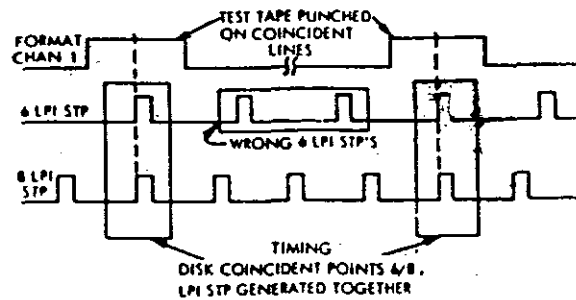 TEST TAPE PUNCHED
ON COINCIDENT
LINES
FORMAT
CHAN 1
6 LPI STP
WRONG 6 LPI STP'S
8 LPI
STP
TIMING
DISK COINCIDENT POINTS 6/8,
LPI STP GENERATED TOGETHER